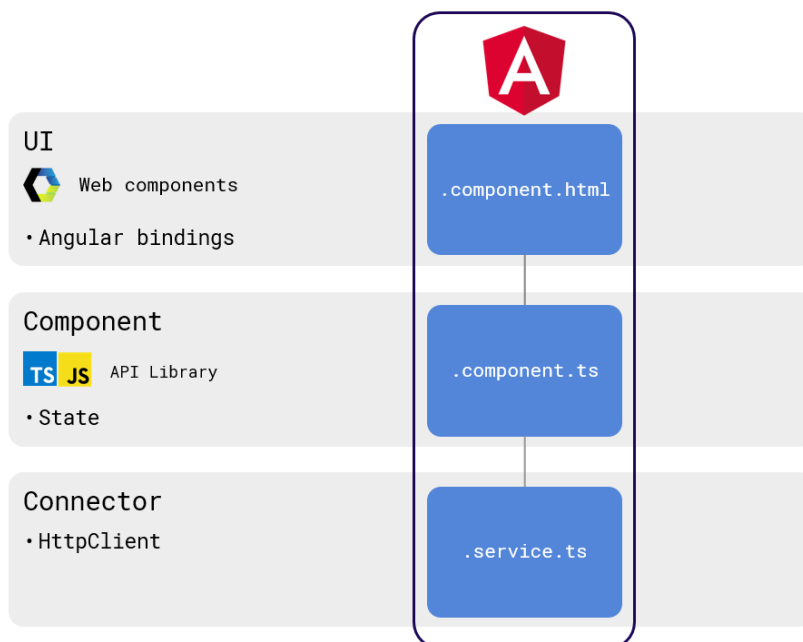 A
UI
Web components
.component.html
• Angular bindings
Component
TS JS API Library
.component.ts
• State
Connector
• HttpClient
.service.ts